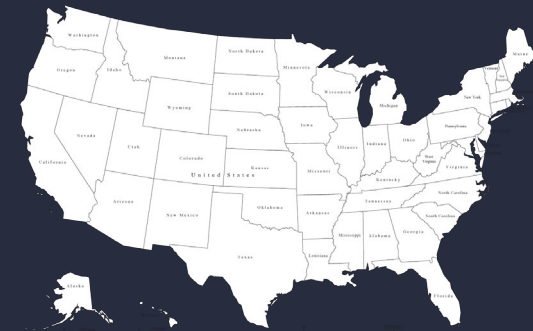 Washington
Montana
North Dakota
Minnesota
Maine
Oregon
Idaho
South Dakota
Wisconsin
Michigan
New York
Wyoming
Nebraska
Iowa
Pennsylvania
Nevada
Utah
Colorado
Illinois
Indiana
Ohio
West
Virginia
Virginia
California
United States
Kansas
Missouri
Kentucky
Arizona
New Mexico
Oklahoma
Arkansas
Tennessee
North Carolina
South Carolina
Texas
Louisiana
Mississippi
Alabama
Georgia
Florida
Alaska